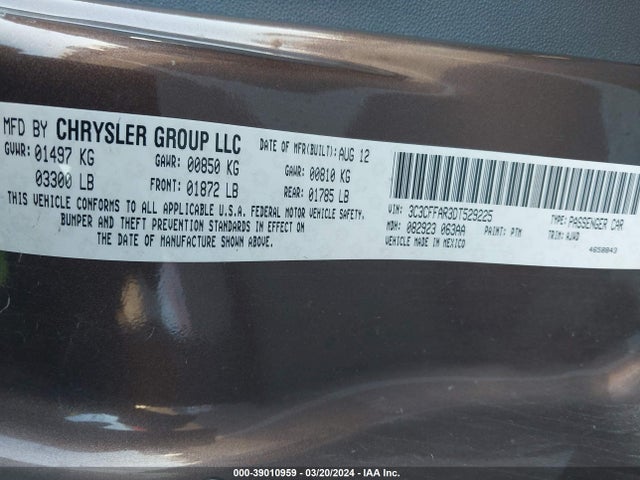 MFD BY CHRYSLER GROUP LLC
DATE OF MFR(BUILT): AUG 12
GVWR: 01497 KG
GAWR: 00850 KG
GAWR: 00810 KG
03300 LB
FRONT: 01872 LB
REAR: 01785 LB
THIS VEHICLE CONFORMS TO ALL APPLICABLE U.S.A. FEDERAL MOTOR VEHICLE SAFETY,
BUMPER AND THEFT PREVENTION STANDARDS IN EFFECT ON
THE DATE OF MANUFACTURE SHOWN ABOVE.
VIN: 3C3CFFAR3DT529225
TYPE: PASSENGER CAR
MDH: 082923 063AA
PAINT: PTM
TRIM: AJRD
VEHICLE MADE IN MEXICO
4658043
000-39010959 — 03/20/2024 — IAA Inc.